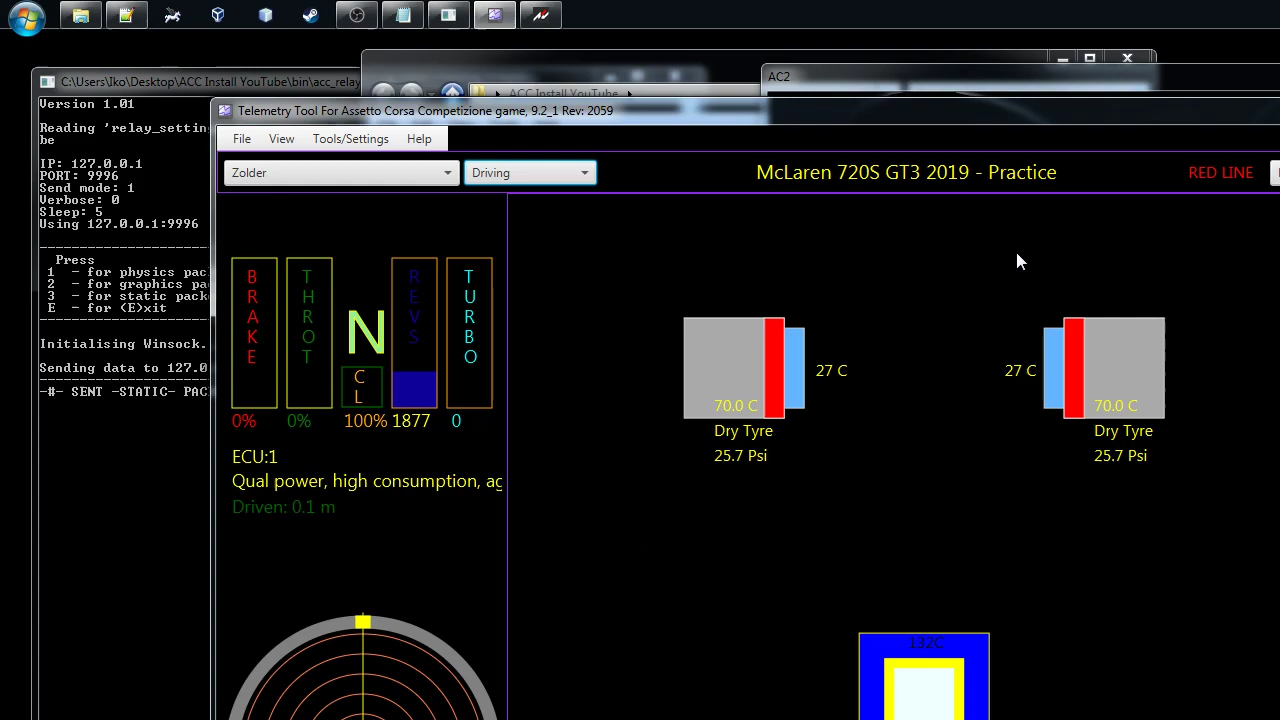 C:\Users\Iko\Desktop\ACC Install YouTube\bin\acc_relay
ACC Install YouTube
AC2
Version 1.01
Reading 'relay_settin
be
IP: 127.0.0.1
PORT: 9996
Send mode: 1
Verbose: 0
Sleep: 5
Using 127.0.0.1:9996
Press
1 - for physics pac
2 - for graphics pa
3 - for static pack
E - for (E)xit
Initialising Winsock.
Sending data to 127.0
-#- SENT -STATIC- PAC
Telemetry Tool For Assetto Corsa Competizione game, 9.2_1 Rev: 2059
File View Tools/Settings Help
Zolder
Driving
McLaren 720S GT3 2019 - Practice
RED LINE
BRAKE
THROT
N
CL
REVS
TURBO
0% 0% 100% 1877 0
ECU:1
Qual power, high consumption, ag
Driven: 0.1 m
27 C
70.0 C
Dry Tyre
25.7 Psi
27 C
70.0 C
Dry Tyre
25.7 Psi
132C